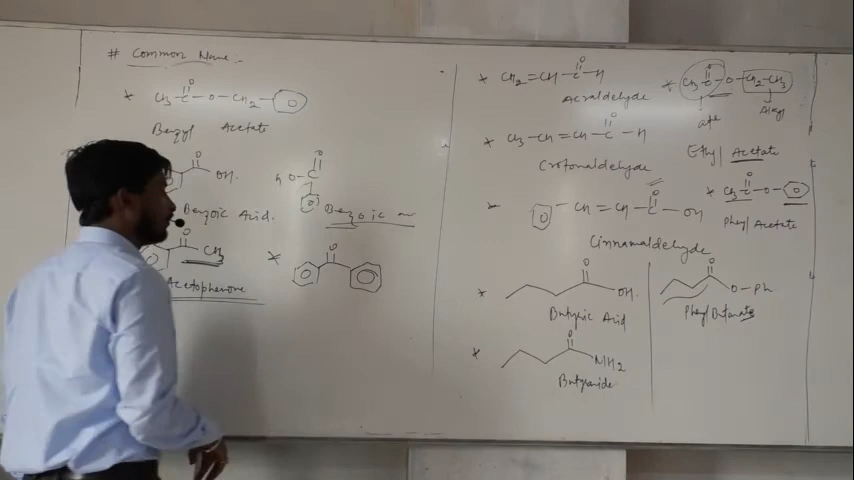 # Common Name :-
* CH3 - C - O - CH2 -
O
Benzyl Acetate
O
OH
Benzoic Acid.
O
HO - C
Benzoic
O
CH3
Acetophenone
* O
* CH2 = CH - C - H
O
Acraldehyde
* CH3 - CH = CH - C - H
O
Crotonaldehyde
CH = CH - C - OH
O
Cinnamaldehyde
* O
OH.
Butyric Acid
* O
NH2
Butyramide
* CH3 - C - O - CH2 - CH3
O
ate Alkyl
Ethyl Acetate
* CH3 - C - O -
O
Phenyl Acetate
O
O - Ph
Phenyl Butanate